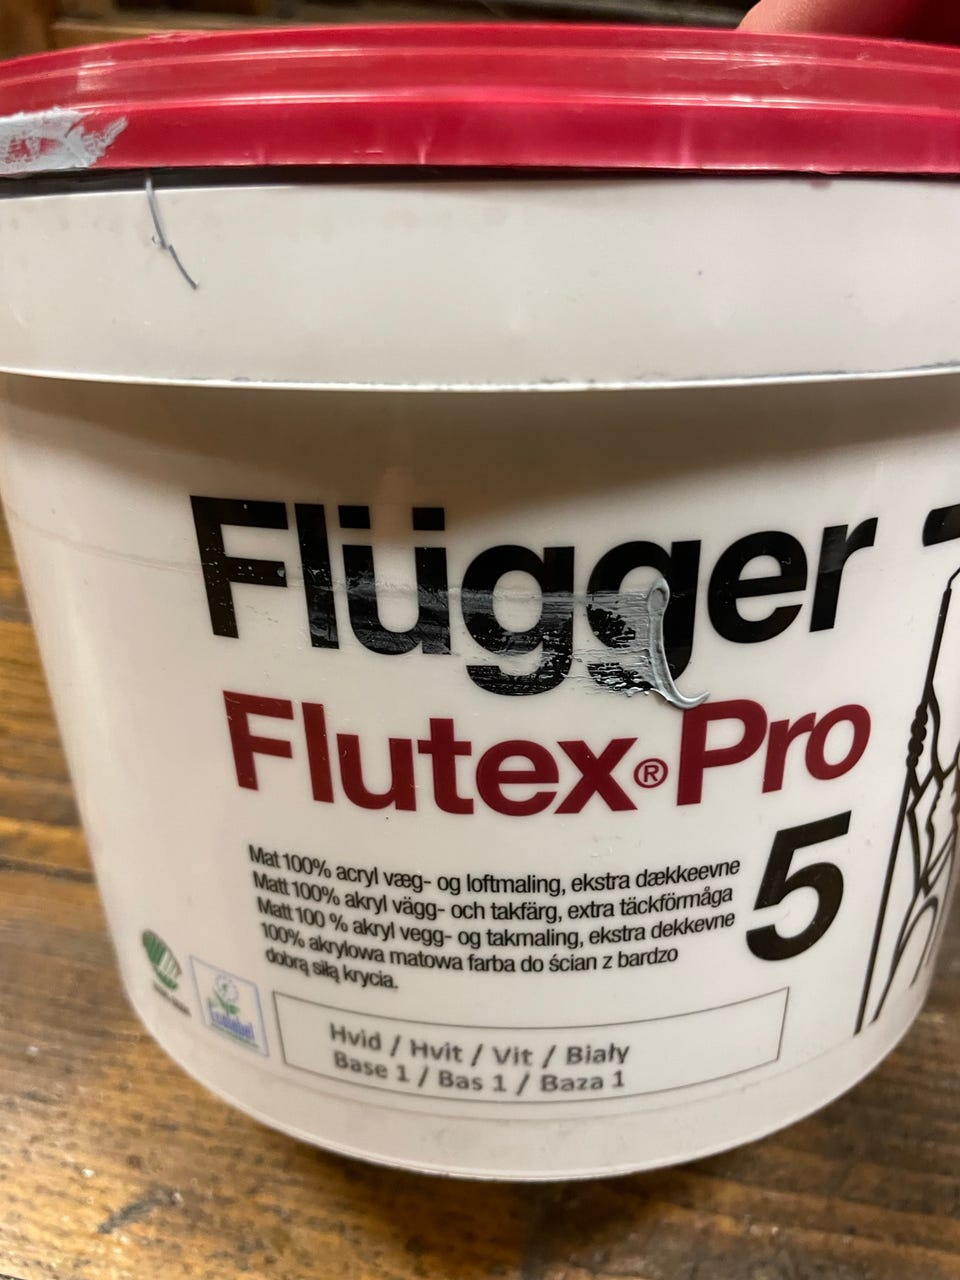 Flügger
Flutex® Pro
5
Mat 100% acryl væg- og loftmaling, ekstra dækkeevne
Matt 100% akryl vägg- och takfärg, extra täckförmåga
Matt 100 % akryl vegg- og takmaling, ekstra dekkevne
100% akrylowa matowa farba do ścian z bardzo
dobrą siłą krycia.
Ecolabel
Hvid / Hvit / Vit / Biały
Base 1 / Bas 1 / Baza 1